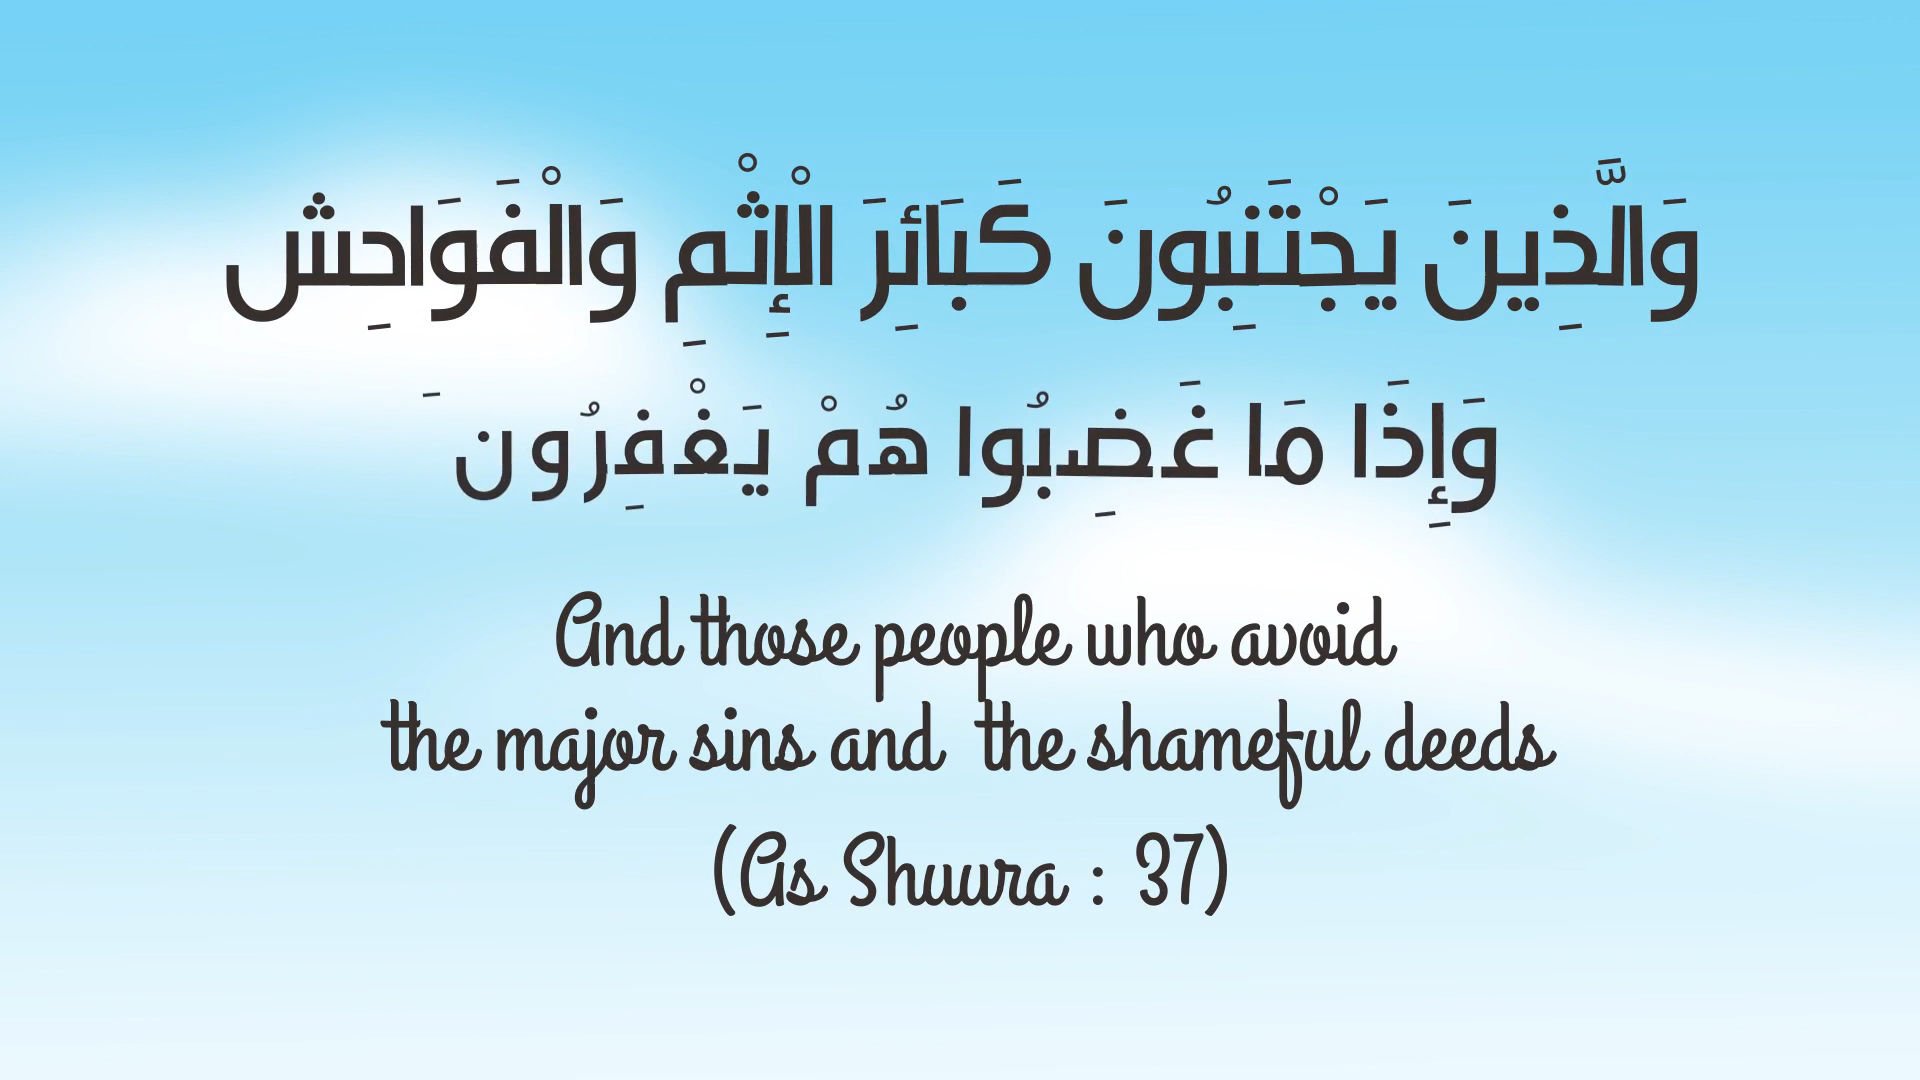 وَالَّذِينَ يَجْتَنِبُونَ كَبَائِرَ الْإِثْمِ وَالْفَوَاحِش
وَإِذَا مَا غَضِبُوا هُمْ يَغْفِرُون َ
And those people who avoid
the major sins and the shameful deeds
(As Shuura : 37)